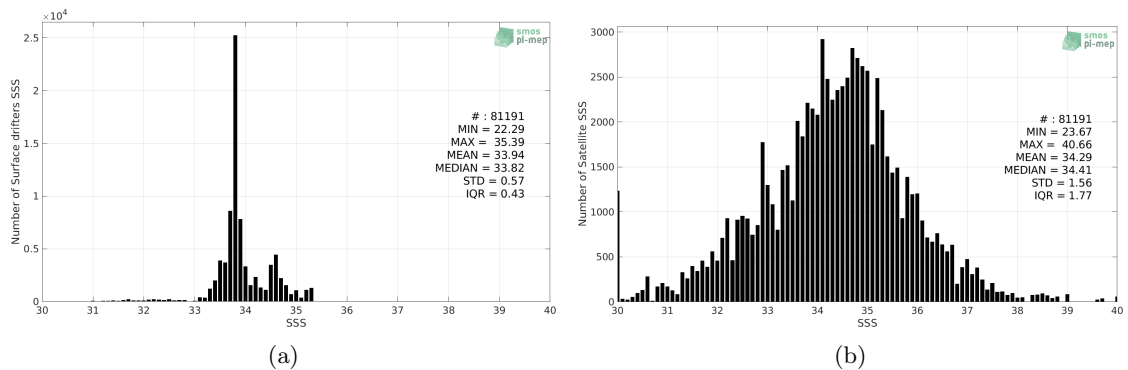 ×10⁴
2.5
2
1.5
1
0.5
0
30 31 32 33 34 35 36 37 38 39 40
Number of Surface drifters SSS
SSS
smos
pi-mep
# : 81191
MIN = 22.29
MAX = 35.39
MEAN = 33.94
MEDIAN = 33.82
STD = 0.57
IQR = 0.43
(a)
3000
2500
2000
1500
1000
500
0
30 31 32 33 34 35 36 37 38 39 40
Number of Satellite SSS
SSS
smos
pi-mep
# : 81191
MIN = 23.67
MAX = 40.66
MEAN = 34.29
MEDIAN = 34.41
STD = 1.56
IQR = 1.77
(b)